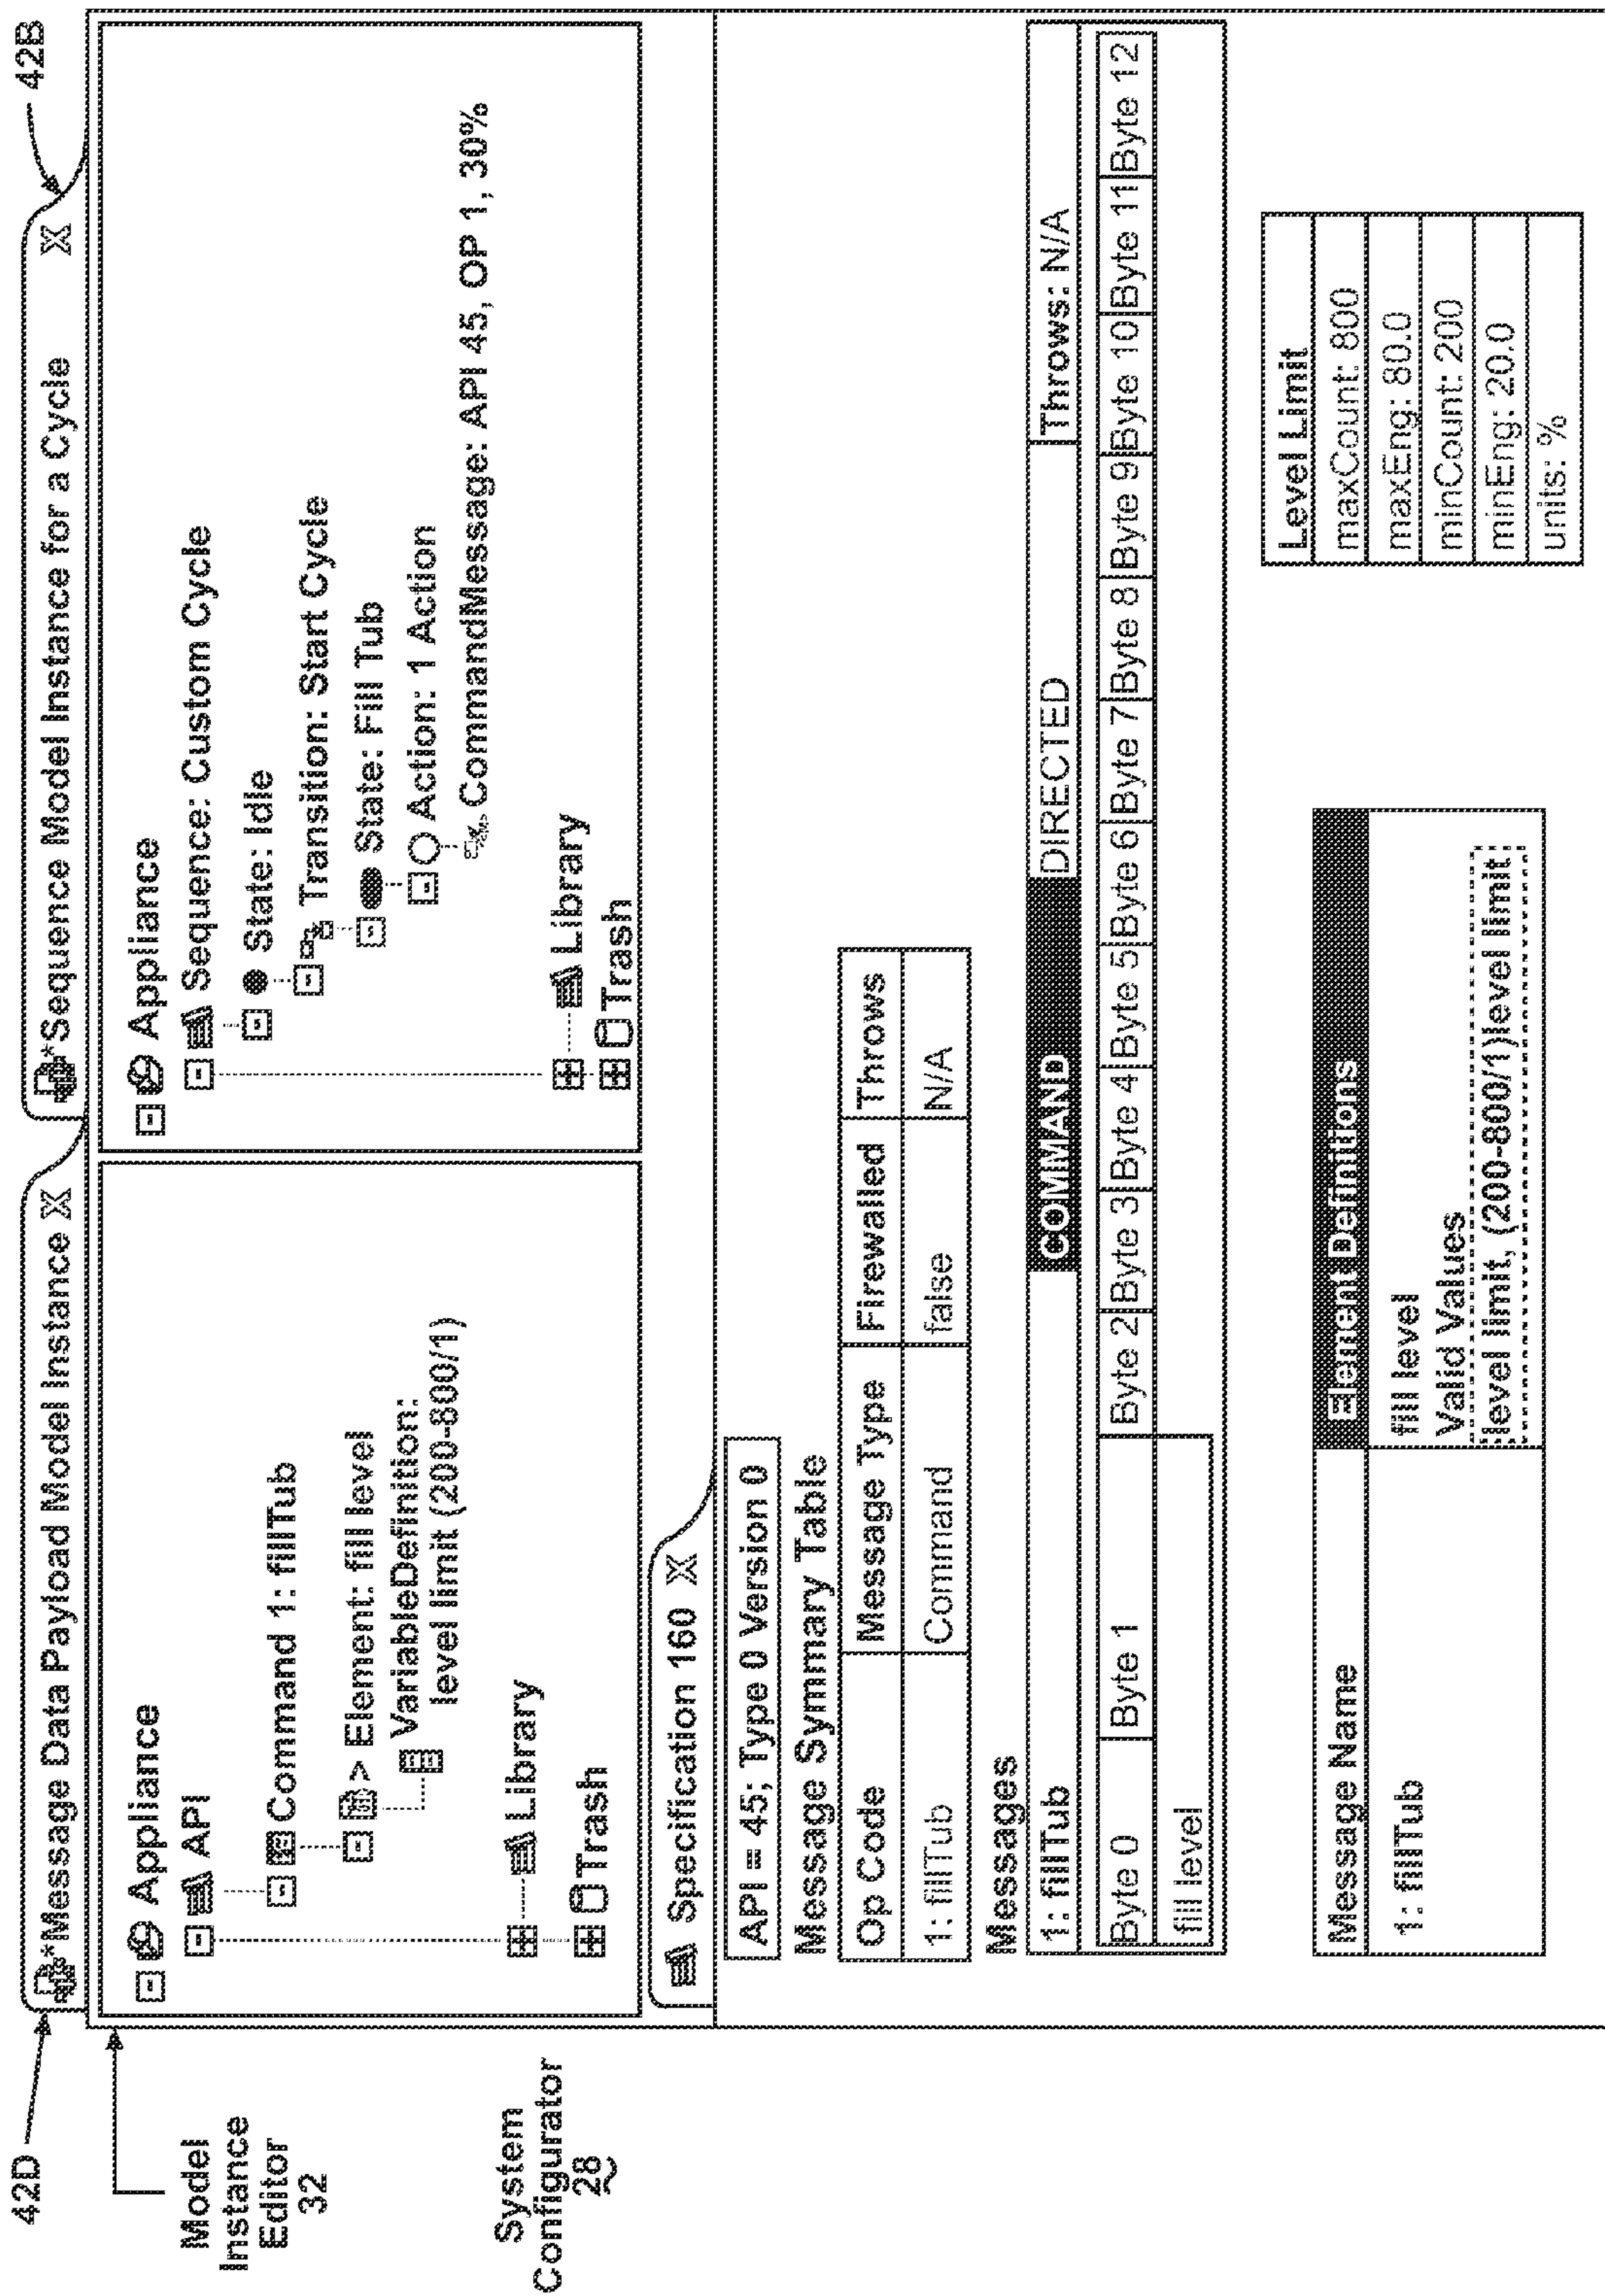 42D
42B
*Message Data Payload Model Instance X
*Sequence Model Instance for a Cycle X
Model
Instance
Editor
32
System
Configurator
28
Appliance
API
Command 1: fillTub
> Element: fill level
VariableDefinition:
level limit (200-800/1)
Library
Trash
Appliance
Sequence: Custom Cycle
State: Idle
Transition: Start Cycle
State: Fill Tub
Action: 1 Action
CommandMessage: API 45, OP 1, 30%
Library
Trash
Specification 160 X
API = 45; Type 0 Version 0
Message Symmary Table
Op Code Message Type Firewalled Throws
1: fillTub Command false N/A
Messages
1: fillTub COMMAND DIRECTED Throws: N/A
Byte 0 Byte 1 Byte 2 Byte 3 Byte 4 Byte 5 Byte 6 Byte 7 Byte 8 Byte 9 Byte 10 Byte 11 Byte 12
fill level
Message Name Element Definitions
1: fillTub fill level
Valid Values
level limit, (200-800/1)level limit
Level Limit
maxCount: 800
maxEng: 80.0
minCount: 200
minEng: 20.0
units: %